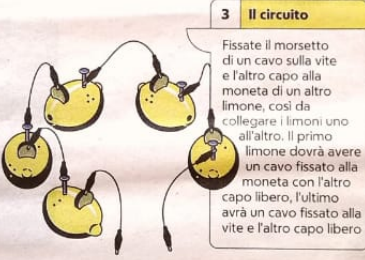 3 Il circuito
Fissate il morsetto
di un cavo sulla vite
e l'altro capo alla
moneta di un altro
limone, così da
collegare i limoni uno
all'altro. Il primo
limone dovrà avere
un cavo fissato alla
moneta con l'altro
capo libero, l'ultimo
avrà un cavo fissato alla
vite e l'altro capo libero